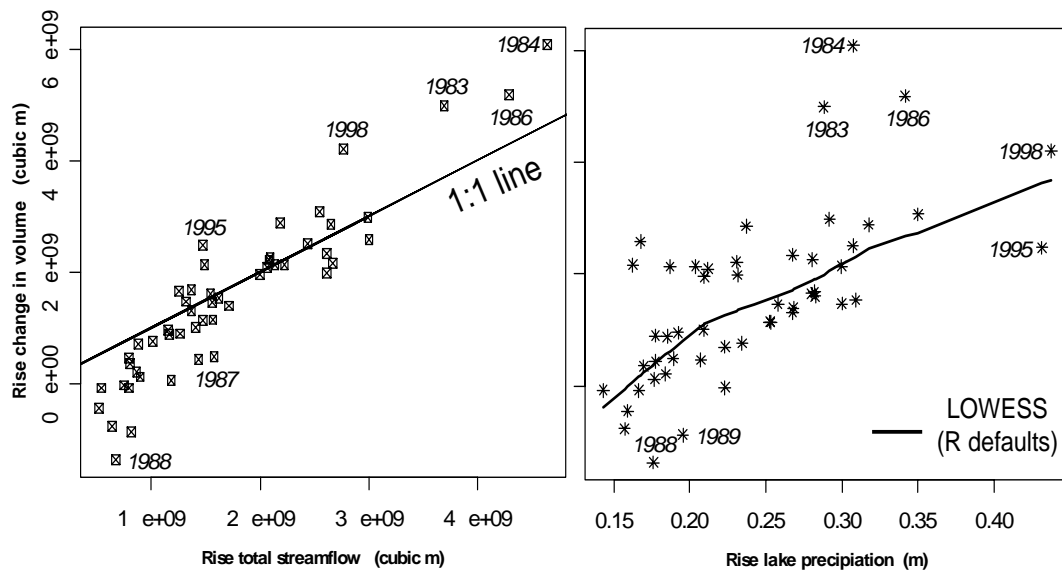 Rise change in volume (cubic m)
0 e+00 2 e+09 4 e+09 6 e+09
1984
1983
1986
1998
1:1 line
1995
1987
1988
1 e+09 2 e+09 3 e+09 4 e+09
Rise total streamflow (cubic m)
1984
1986
1983
1998
1995
LOWESS
(R defaults)
1988 1989
0.15 0.20 0.25 0.30 0.35 0.40
Rise lake precipiation (m)